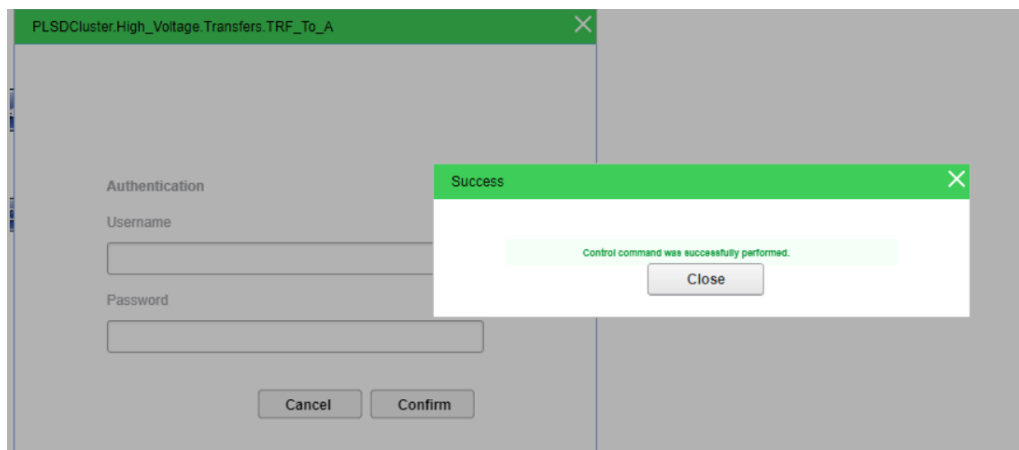 PLSDCluster.High_Voltage.Transfers.TRF_To_A
Success
Control command was successfully performed.
Close
Authentication
Username
Password
Cancel
Confirm